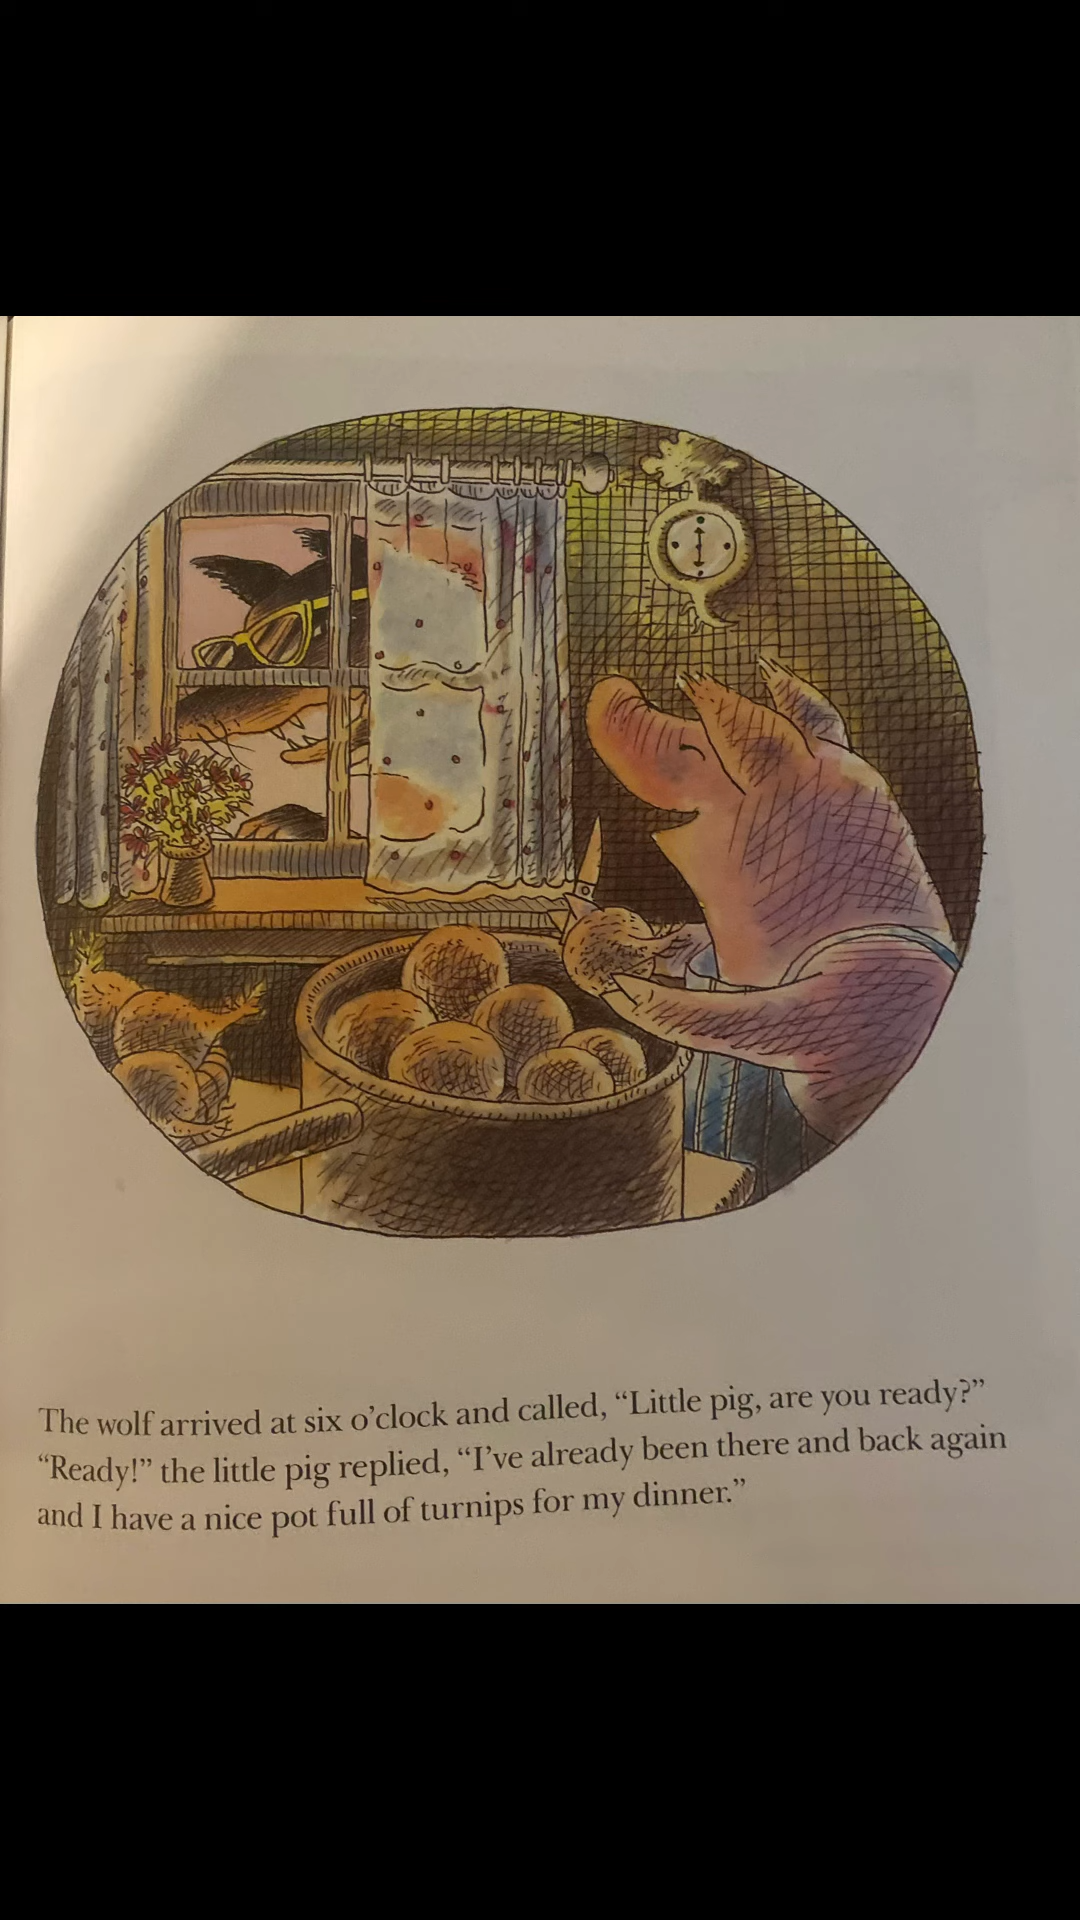 The wolf arrived at six o’clock and called, “Little pig, are you ready?”
“Ready!” the little pig replied, “I’ve already been there and back again
and I have a nice pot full of turnips for my dinner.”